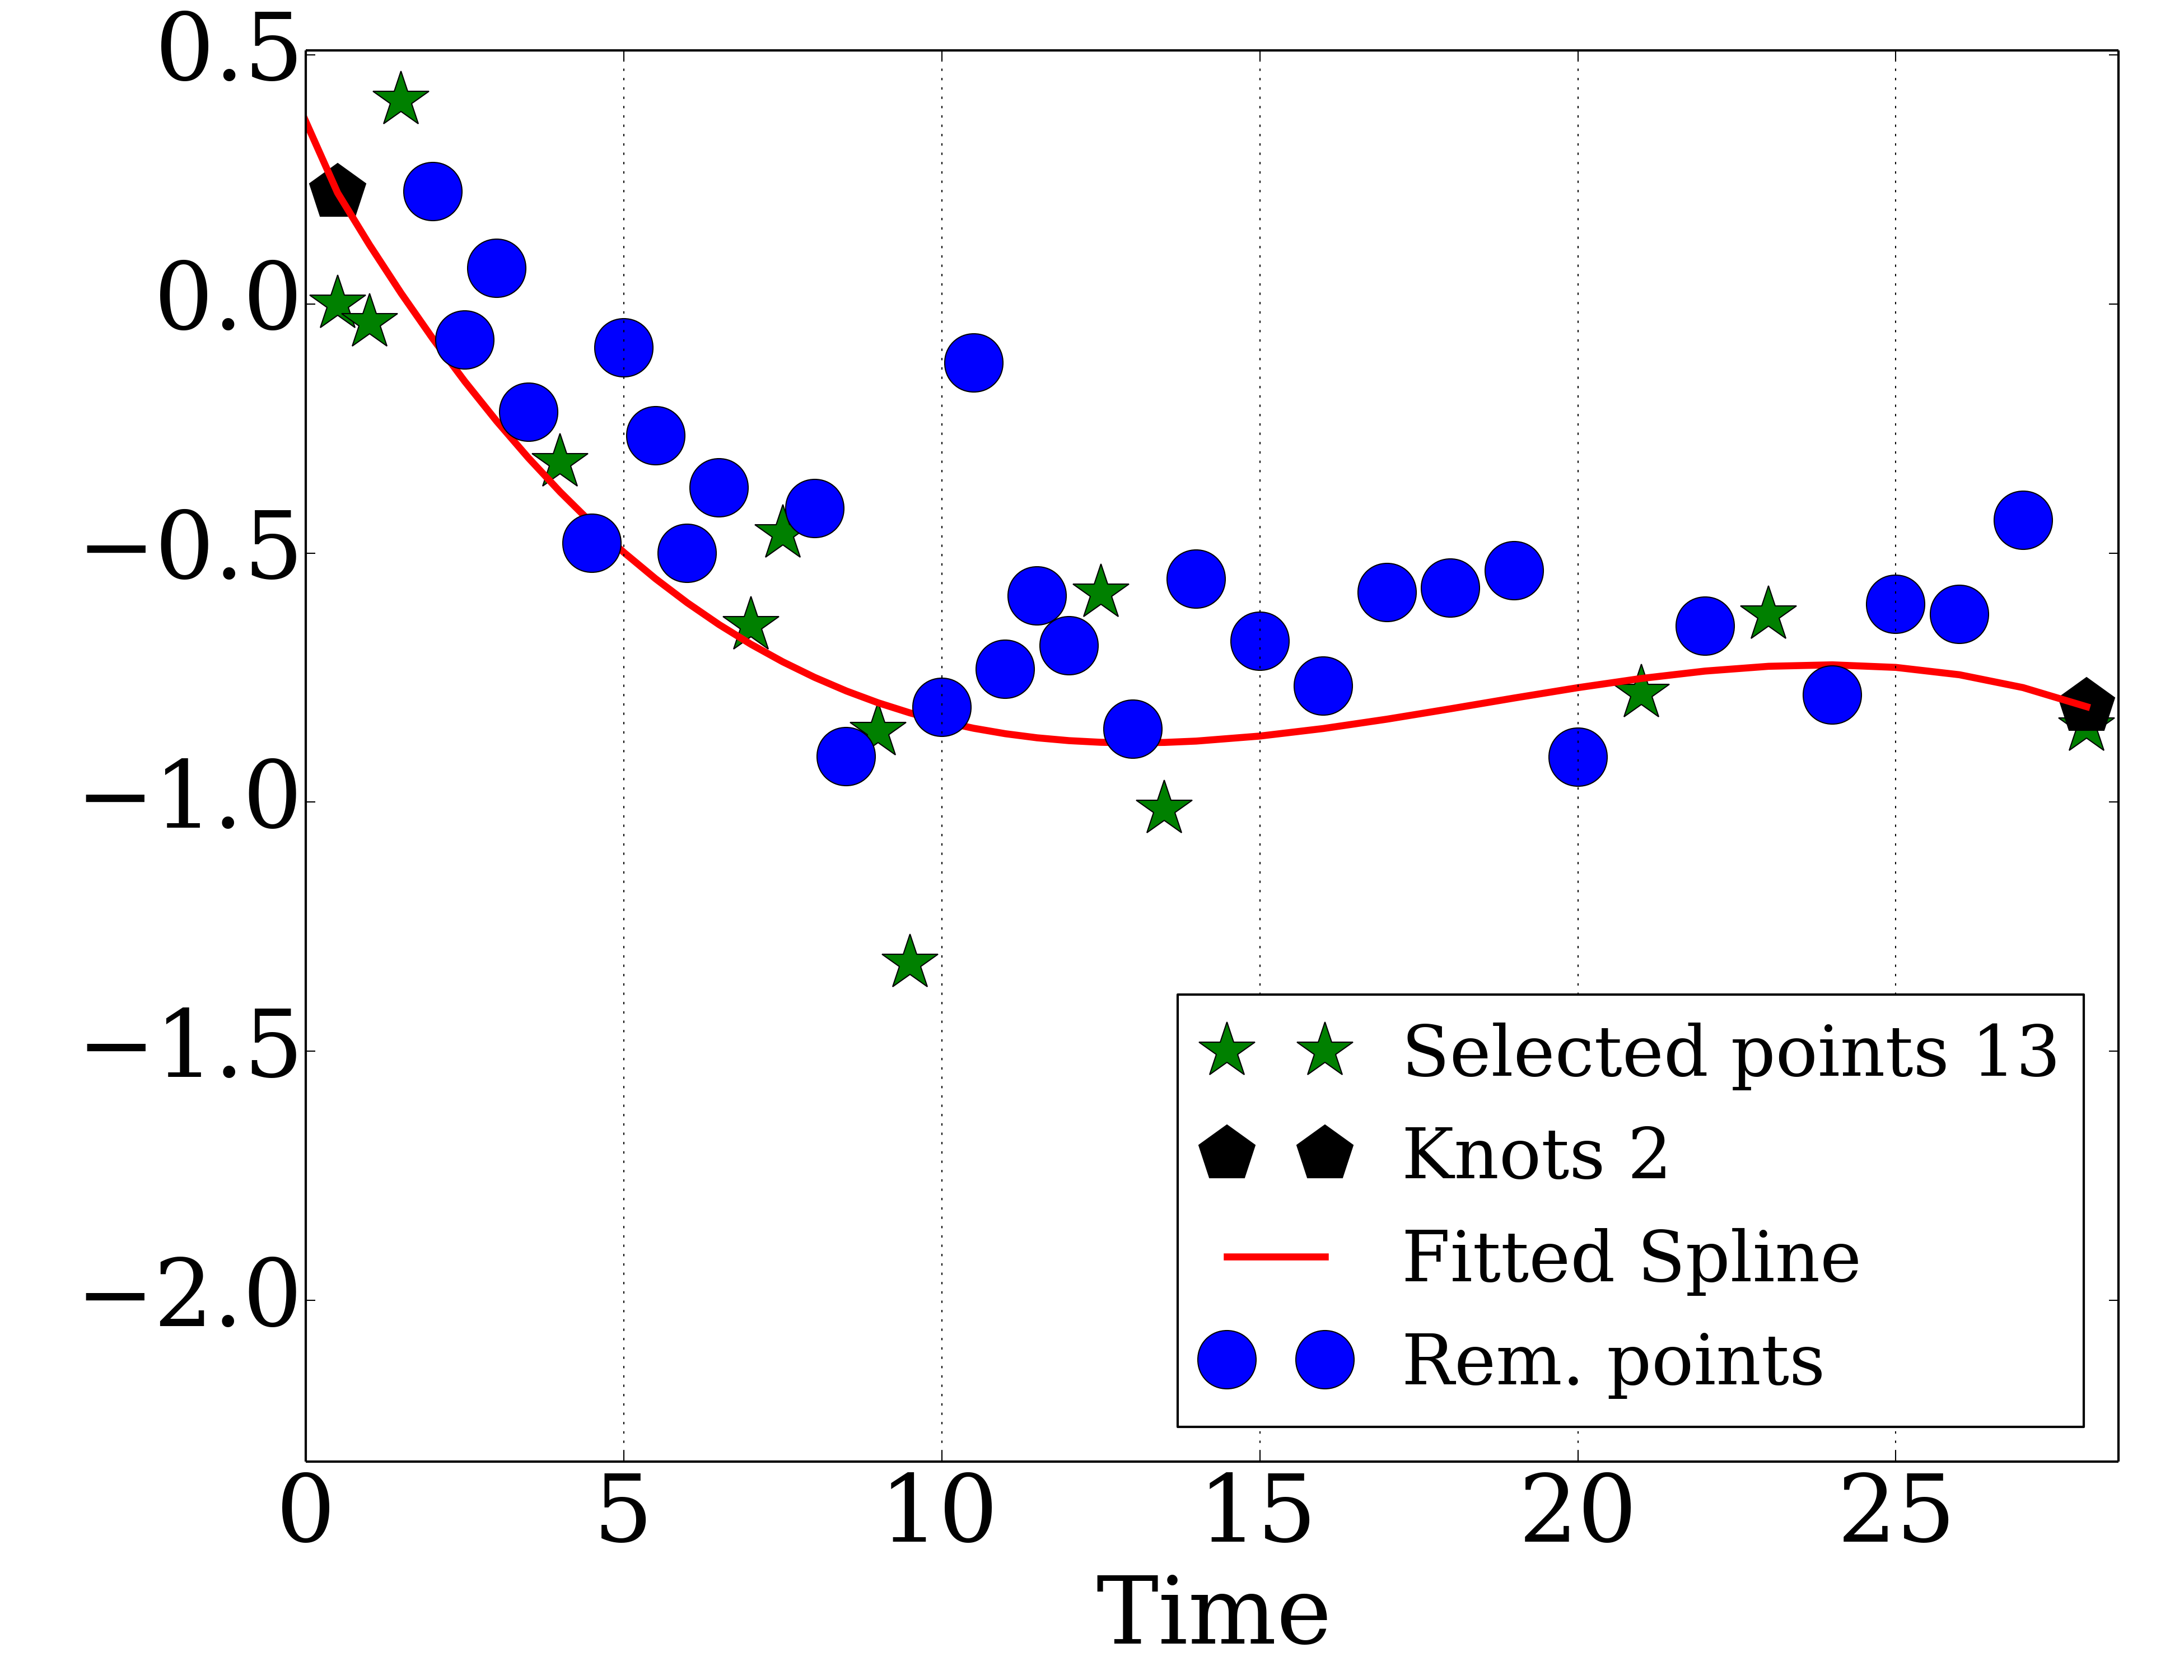 0.5
0.0
−0.5
−1.0
−1.5
−2.0
Selected points 13
Knots 2
Fitted Spline
Rem. points
0 5 10 15 20 25
Time